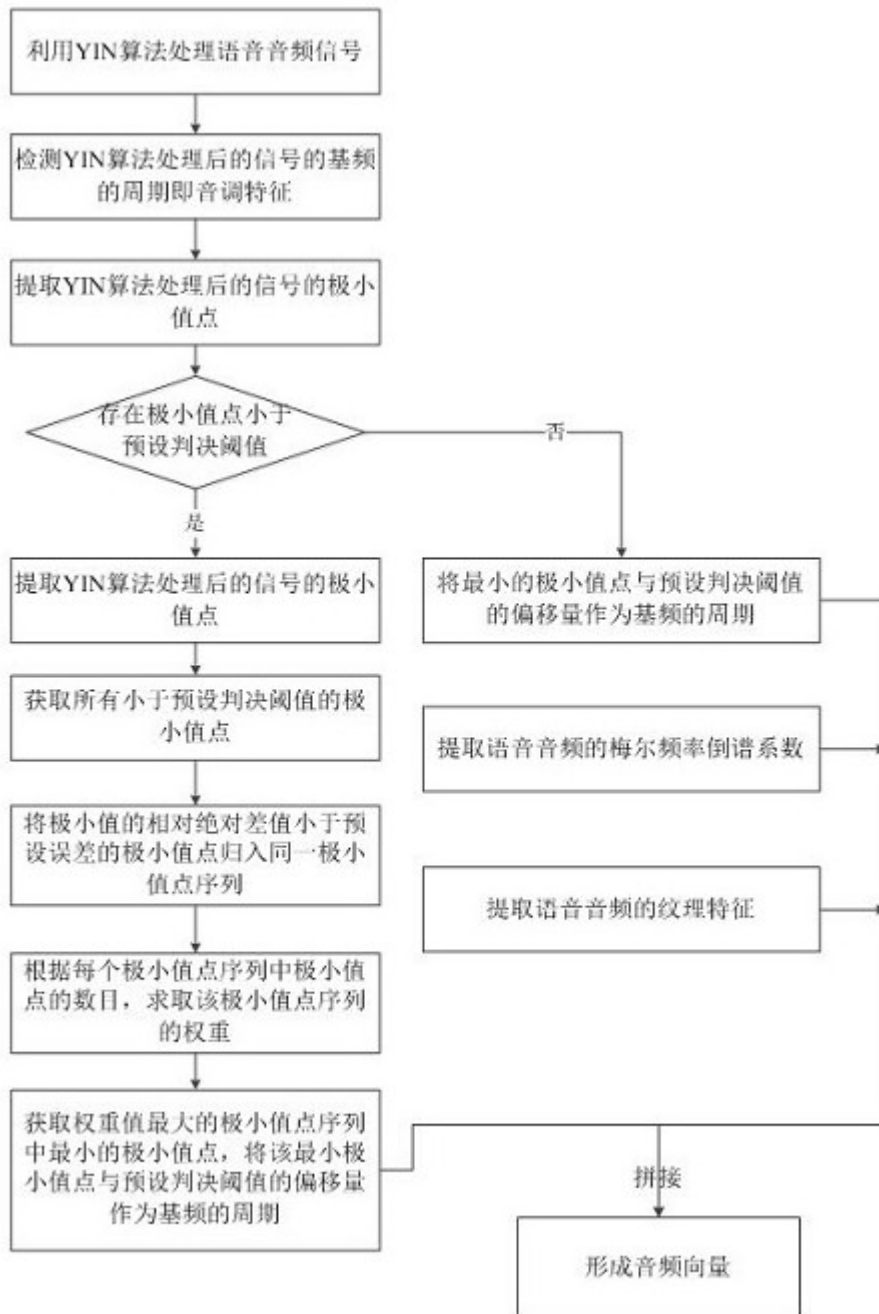 利用YIN算法处理语音音频信号
检测YIN算法处理后的信号的基频
的周期即音调特征
提取YIN算法处理后的信号的极小
值点
存在极小值点小于
预设判决阈值
否
是
提取YIN算法处理后的信号的极小
值点
将最小的极小值点与预设判决阈值
的偏移量作为基频的周期
获取所有小于预设判决阈值的极
小值点
提取语音音频的梅尔频率倒谱系数
将极小值的相对绝对差值小于预
设误差的极小值点归入同一极小
值点序列
提取语音音频的纹理特征
根据每个极小值点序列中极小值
点的数目，求取该极小值点序列
的权重
获取权重值最大的极小值点序列
中最小的极小值点，将该最小极
小值点与预设判决阈值的偏移量
作为基频的周期
拼接
形成音频向量